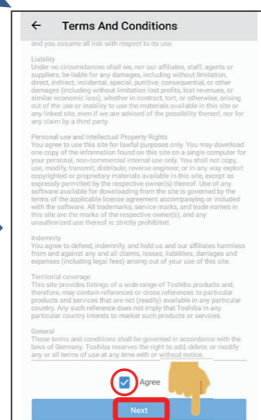 Terms And Conditions
and you assume all risk with respect to its use.
Liability
Under no circumstances shall we, nor our affiliates, staff, agents or
suppliers, be liable for any damages, including without limitation,
direct, indirect, incidental, special, punitive, consequential, or other
damages (including without limitation lost profits, lost revenues, or
similar economic loss), whether in contract, tort, or otherwise, arising
out of the use or inability to use the materials available in this site or
any linked site, even if we are advised of the possibility thereof, nor for
any claim by a third party.
Personal use and Intellectual Property Rights
You agree to use this site for lawful purposes only. You may download
one copy of the information found on this site on a single computer for
your personal, non-commercial internal use only. You shall not copy,
use, modify, transmit, distribute, reverse engineer, or in any way exploit
copyrighted or proprietary materials available in this site, except as
expressly permitted by the respective owner(s) thereof. Use of any
software available for downloading from the site is governed by the
terms of the applicable license agreement accompanying or included
with the software. All trademarks, service marks, and trade names in
this site are the marks of the respective owner(s), and any
unauthorized use thereof is strictly prohibited.
Indemnity
You agree to defend, indemnify, and hold us and our affiliates harmless
from and against any and all claims, losses, liabilities, damages and
expenses (including legal fees) arising out of your use of this site.
Territorial coverage
This site provides listings of a wide range of Toshiba products and,
therefore, may contain references or cross references to particular
products and services that are not (readily) available in any particular
country. Any such reference does not imply that Toshiba in any
particular country intends to market such products or services.
General
These terms and conditions shall be governed in accordance with the
laws of Germany. Toshiba reserves the right to add, delete, or modify
any or all terms of use at any time with or without notice.
Agree
Next